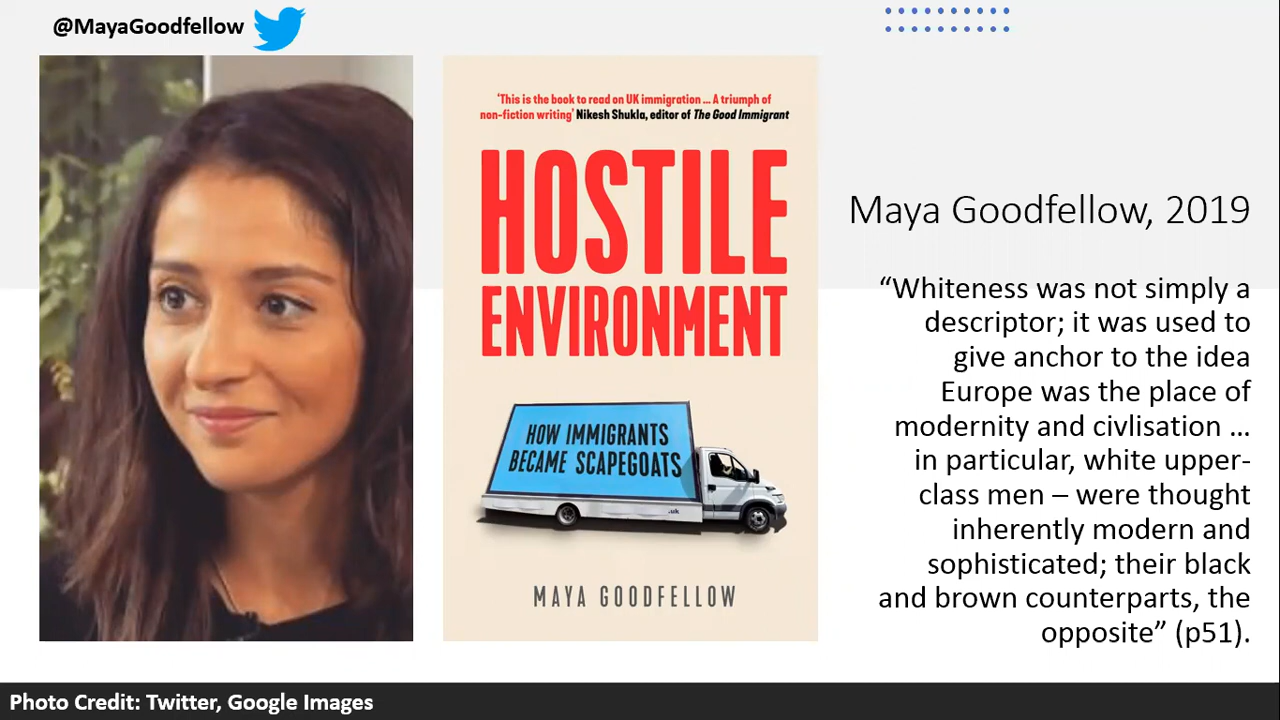 @MayaGoodfellow
'This is the book to read on UK immigration ... A triumph of
non-fiction writing' Nikesh Shukla, editor of The Good Immigrant
HOSTILE
ENVIRONMENT
HOW IMMIGRANTS
BECAME SCAPEGOATS
.uk
MAYA GOODFELLOW
Maya Goodfellow, 2019
“Whiteness was not simply a
descriptor; it was used to
give anchor to the idea
Europe was the place of
modernity and civlisation ...
in particular, white upper-
class men – were thought
inherently modern and
sophisticated; their black
and brown counterparts, the
opposite” (p51).
Photo Credit: Twitter, Google Images